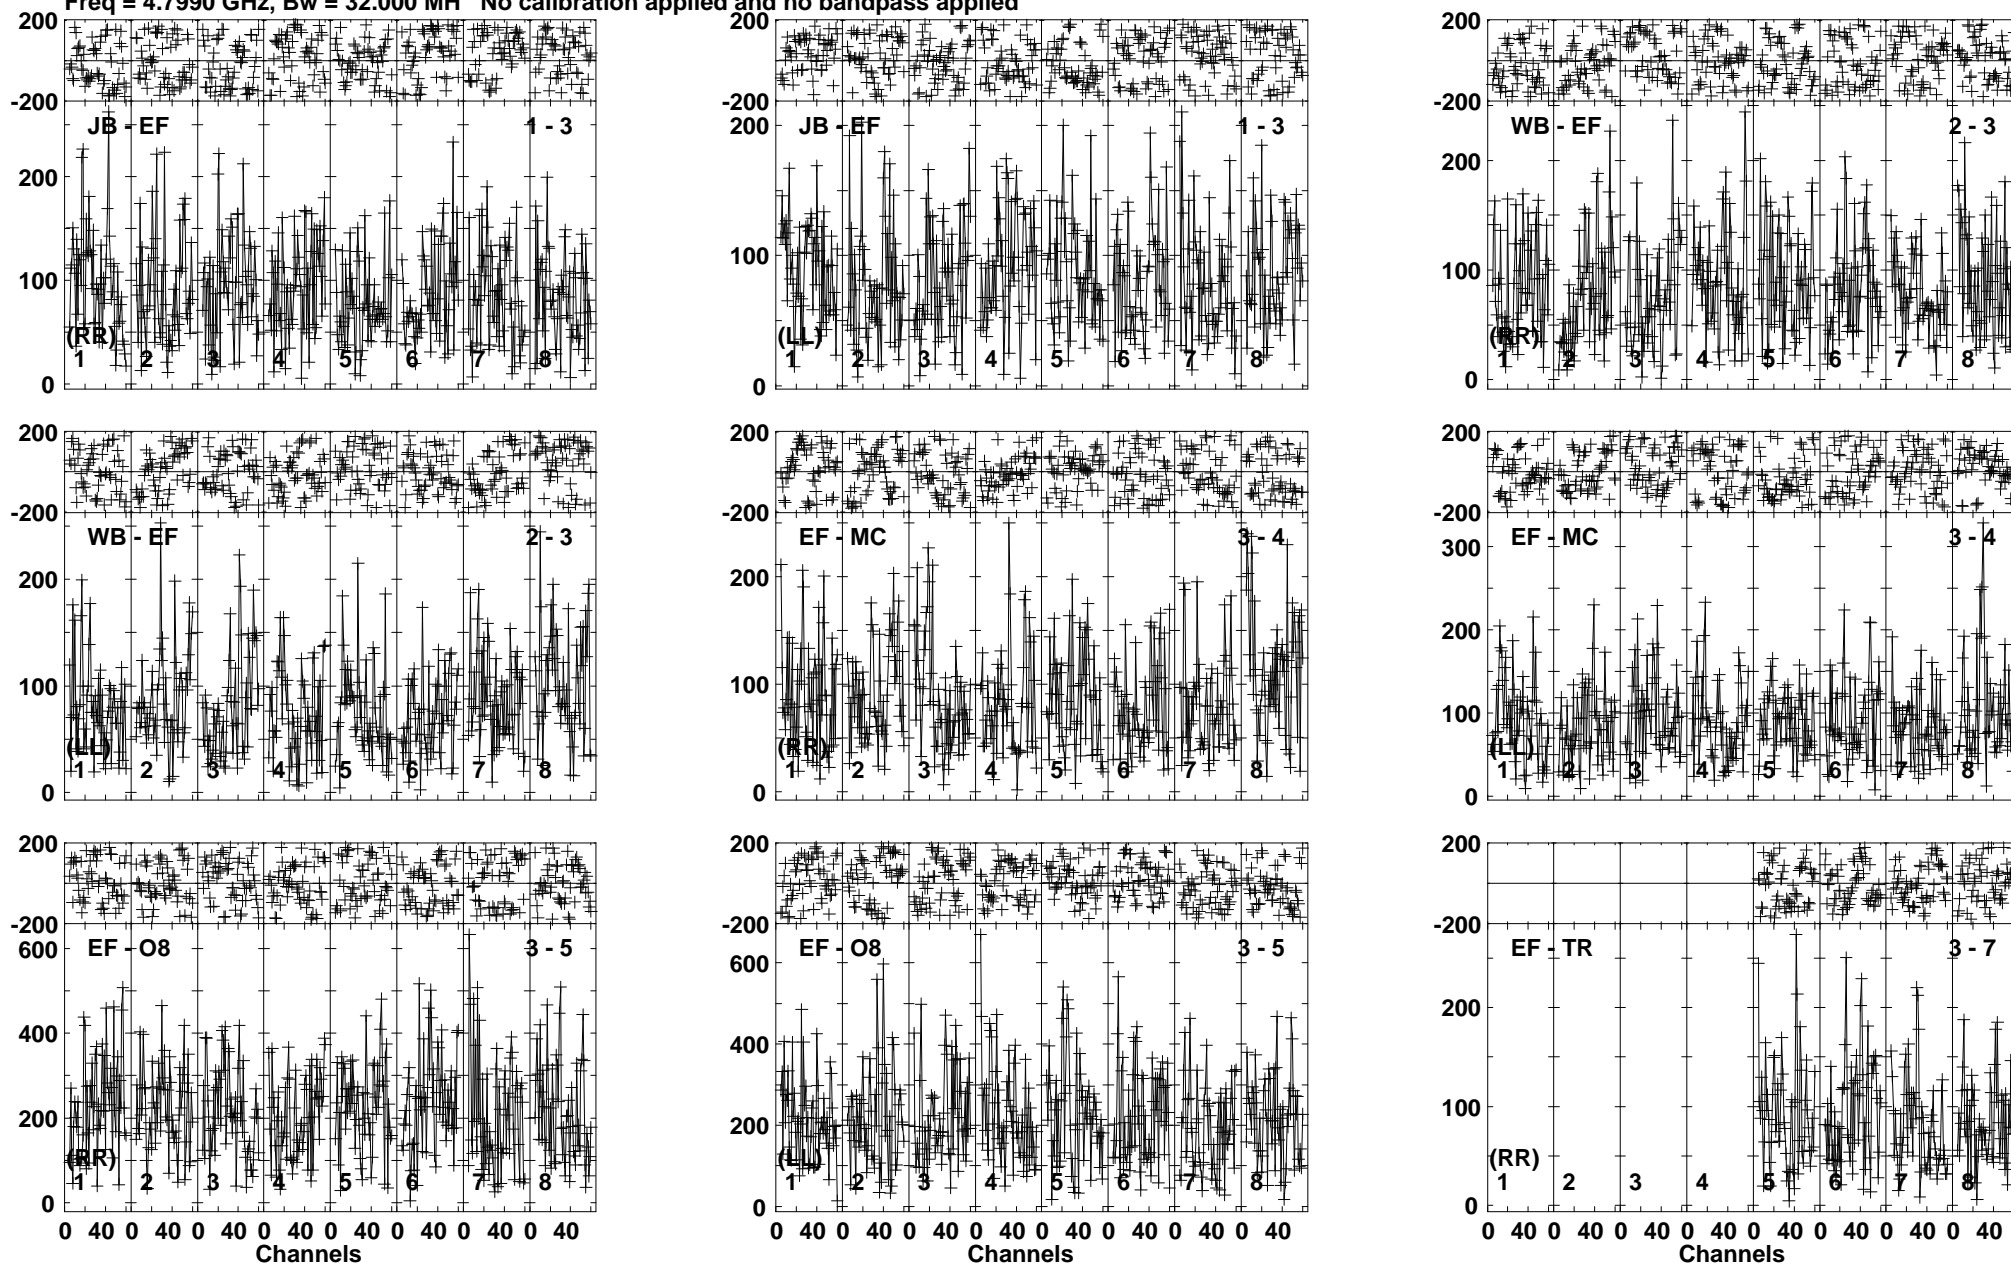 Freq = 4.7990 GHz, Bw = 32.000 MH No calibration applied and no bandpass applied
200 200 200
-200 -200 -200
JB - EF 1 - 3 JB - EF 1 - 3 WB - EF 2 - 3
200 200 200
100 100 100
(RR) (LL) (RR)
1 2 3 4 5 6 7 8 1 2 3 4 5 6 7 8 1 2 3 4 5 6 7 8
0 0 0
200 200 200
-200 -200 -200
WB - EF 2 - 3 EF - MC 3 - 4 EF - MC 3 - 4
300
200 200 200
100 100 100
(LL) (RR) (LL)
1 2 3 4 5 6 7 8 1 2 3 4 5 6 7 8 1 2 3 4 5 6 7 8
0 0 0
200 200 200
-200 -200 -200
EF - O8 3 - 5 EF - O8 3 - 5 EF - TR 3 - 7
600 600
400 400 200
200 200 100
(RR) (LL) (RR)
1 2 3 4 5 6 7 8 1 2 3 4 5 6 7 8 1 2 3 4 5 6 7 8
0 0 0
0 40 0 40 0 40 0 40 0 40 0 40 0 40 0 40 0 40 0 40 0 40 0 40 0 40 0 40 0 40 0 40 0 40 0 40 0 40 0 40 0 40 0 40 0 40 0 40
Channels Channels Channels